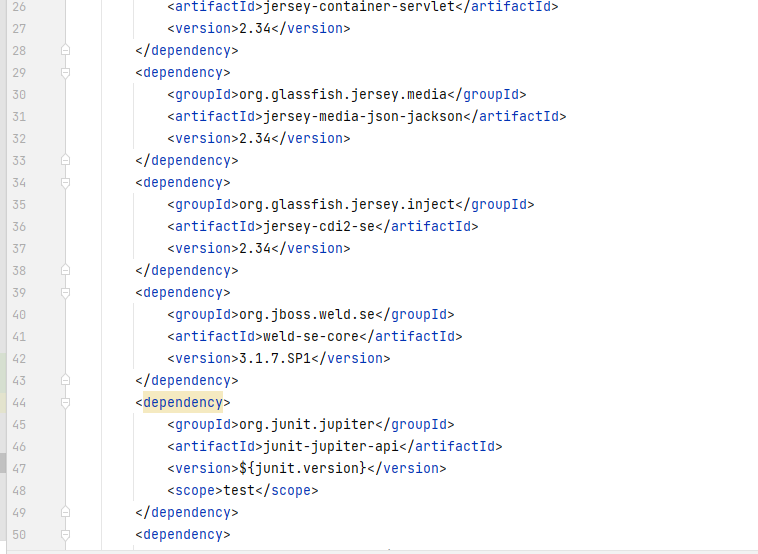 26 <artifactId>jersey-container-servlet</artifactId>
27 <version>2.34</version>
28 </dependency>
29 <dependency>
30 <groupId>org.glassfish.jersey.media</groupId>
31 <artifactId>jersey-media-json-jackson</artifactId>
32 <version>2.34</version>
33 </dependency>
34 <dependency>
35 <groupId>org.glassfish.jersey.inject</groupId>
36 <artifactId>jersey-cdi2-se</artifactId>
37 <version>2.34</version>
38 </dependency>
39 <dependency>
40 <groupId>org.jboss.weld.se</groupId>
41 <artifactId>weld-se-core</artifactId>
42 <version>3.1.7.SP1</version>
43 </dependency>
44 <dependency>
45 <groupId>org.junit.jupiter</groupId>
46 <artifactId>junit-jupiter-api</artifactId>
47 <version>${junit.version}</version>
48 <scope>test</scope>
49 </dependency>
50 <dependency>